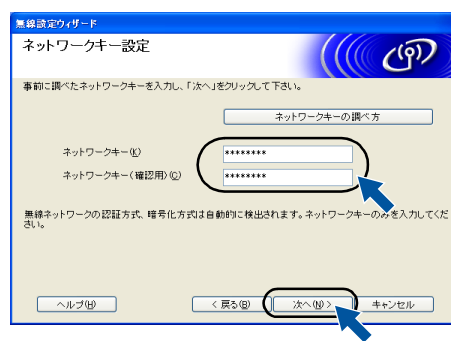 無線設定ウィザード
ネットワークキー設定
事前に調べたネットワークキーを入力し、「次へ」をクリックして下さい。
ネットワークキーの調べ方
ネットワークキー(K) ********
ネットワークキー(確認用)(C) ********
無線ネットワークの認証方式、暗号化方式は自動的に検出されます。ネットワークキーのみを入力してくだ
さい。
ヘルプ(H) < 戻る(B) 次へ(N) > キャンセル